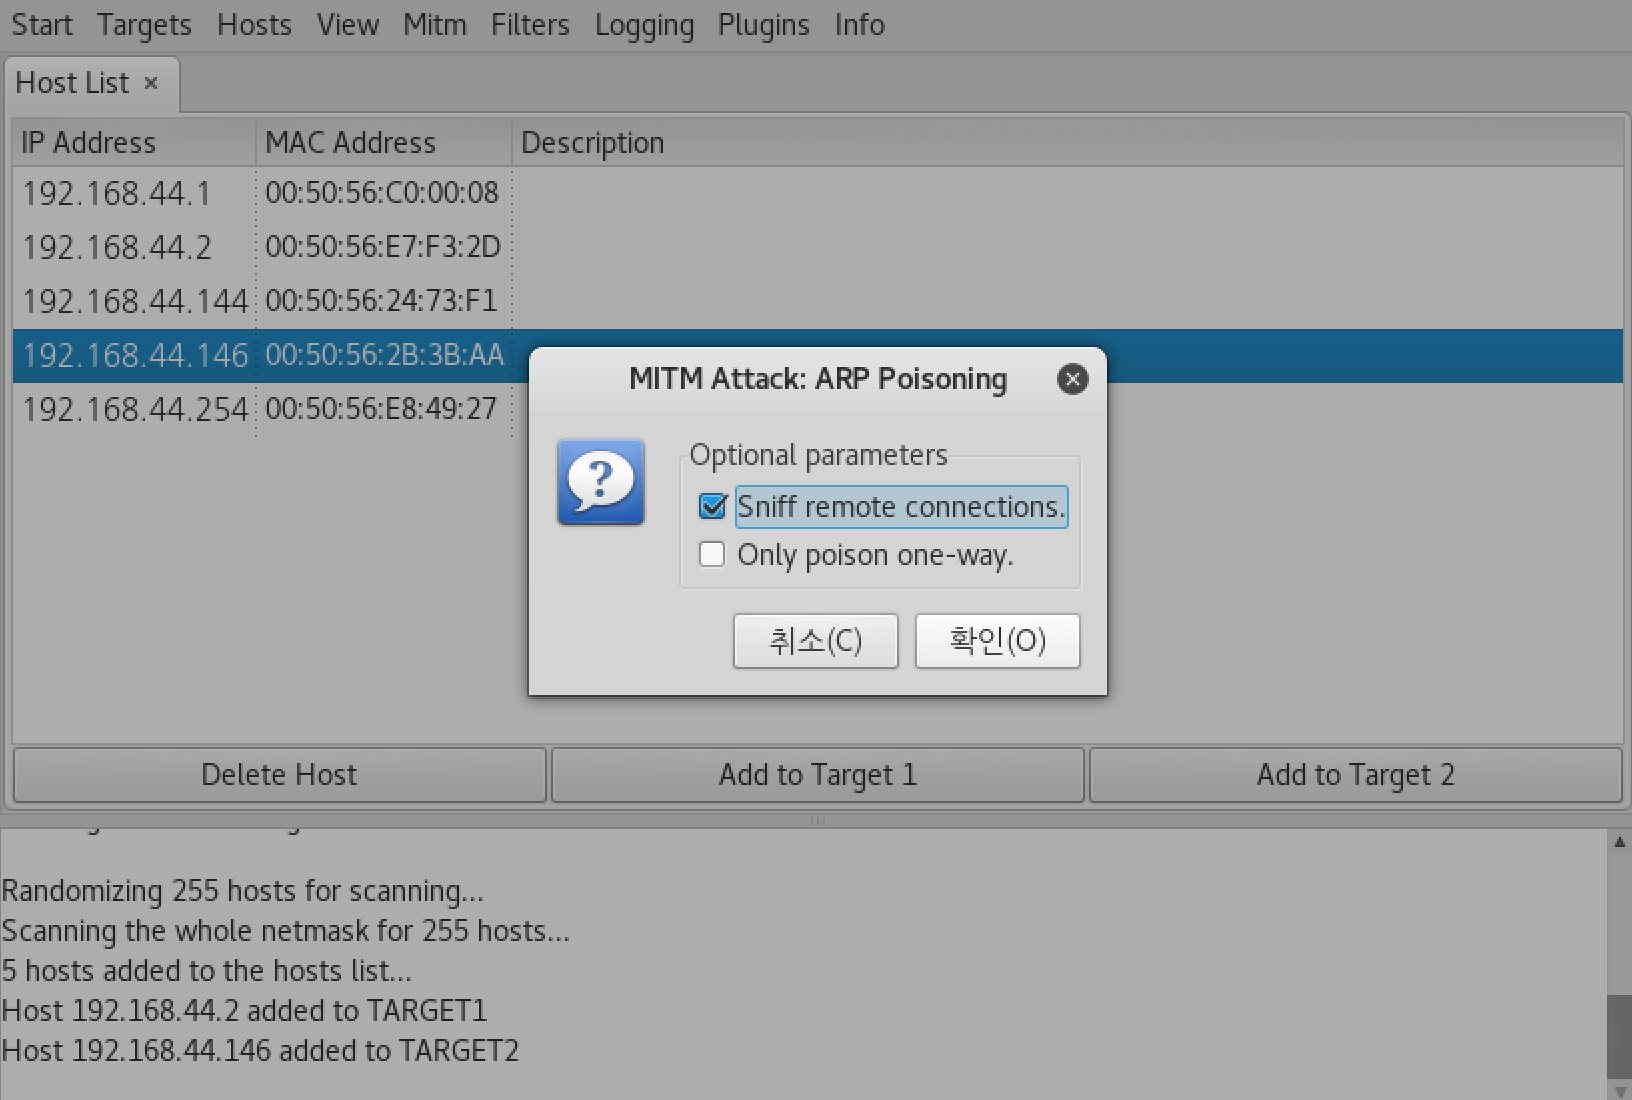 Start Targets Hosts View Mitm Filters Logging Plugins Info
Host List ×
IP Address MAC Address Description
192.168.44.1 00:50:56:C0:00:08
192.168.44.2 00:50:56:E7:F3:2D
192.168.44.144 00:50:56:24:73:F1
192.168.44.146 00:50:56:2B:3B:AA
192.168.44.254 00:50:56:E8:49:27
MITM Attack: ARP Poisoning
Optional parameters
Sniff remote connections.
Only poison one-way.
취소(C) 확인(O)
Delete Host Add to Target 1 Add to Target 2
Randomizing 255 hosts for scanning...
Scanning the whole netmask for 255 hosts...
5 hosts added to the hosts list...
Host 192.168.44.2 added to TARGET1
Host 192.168.44.146 added to TARGET2